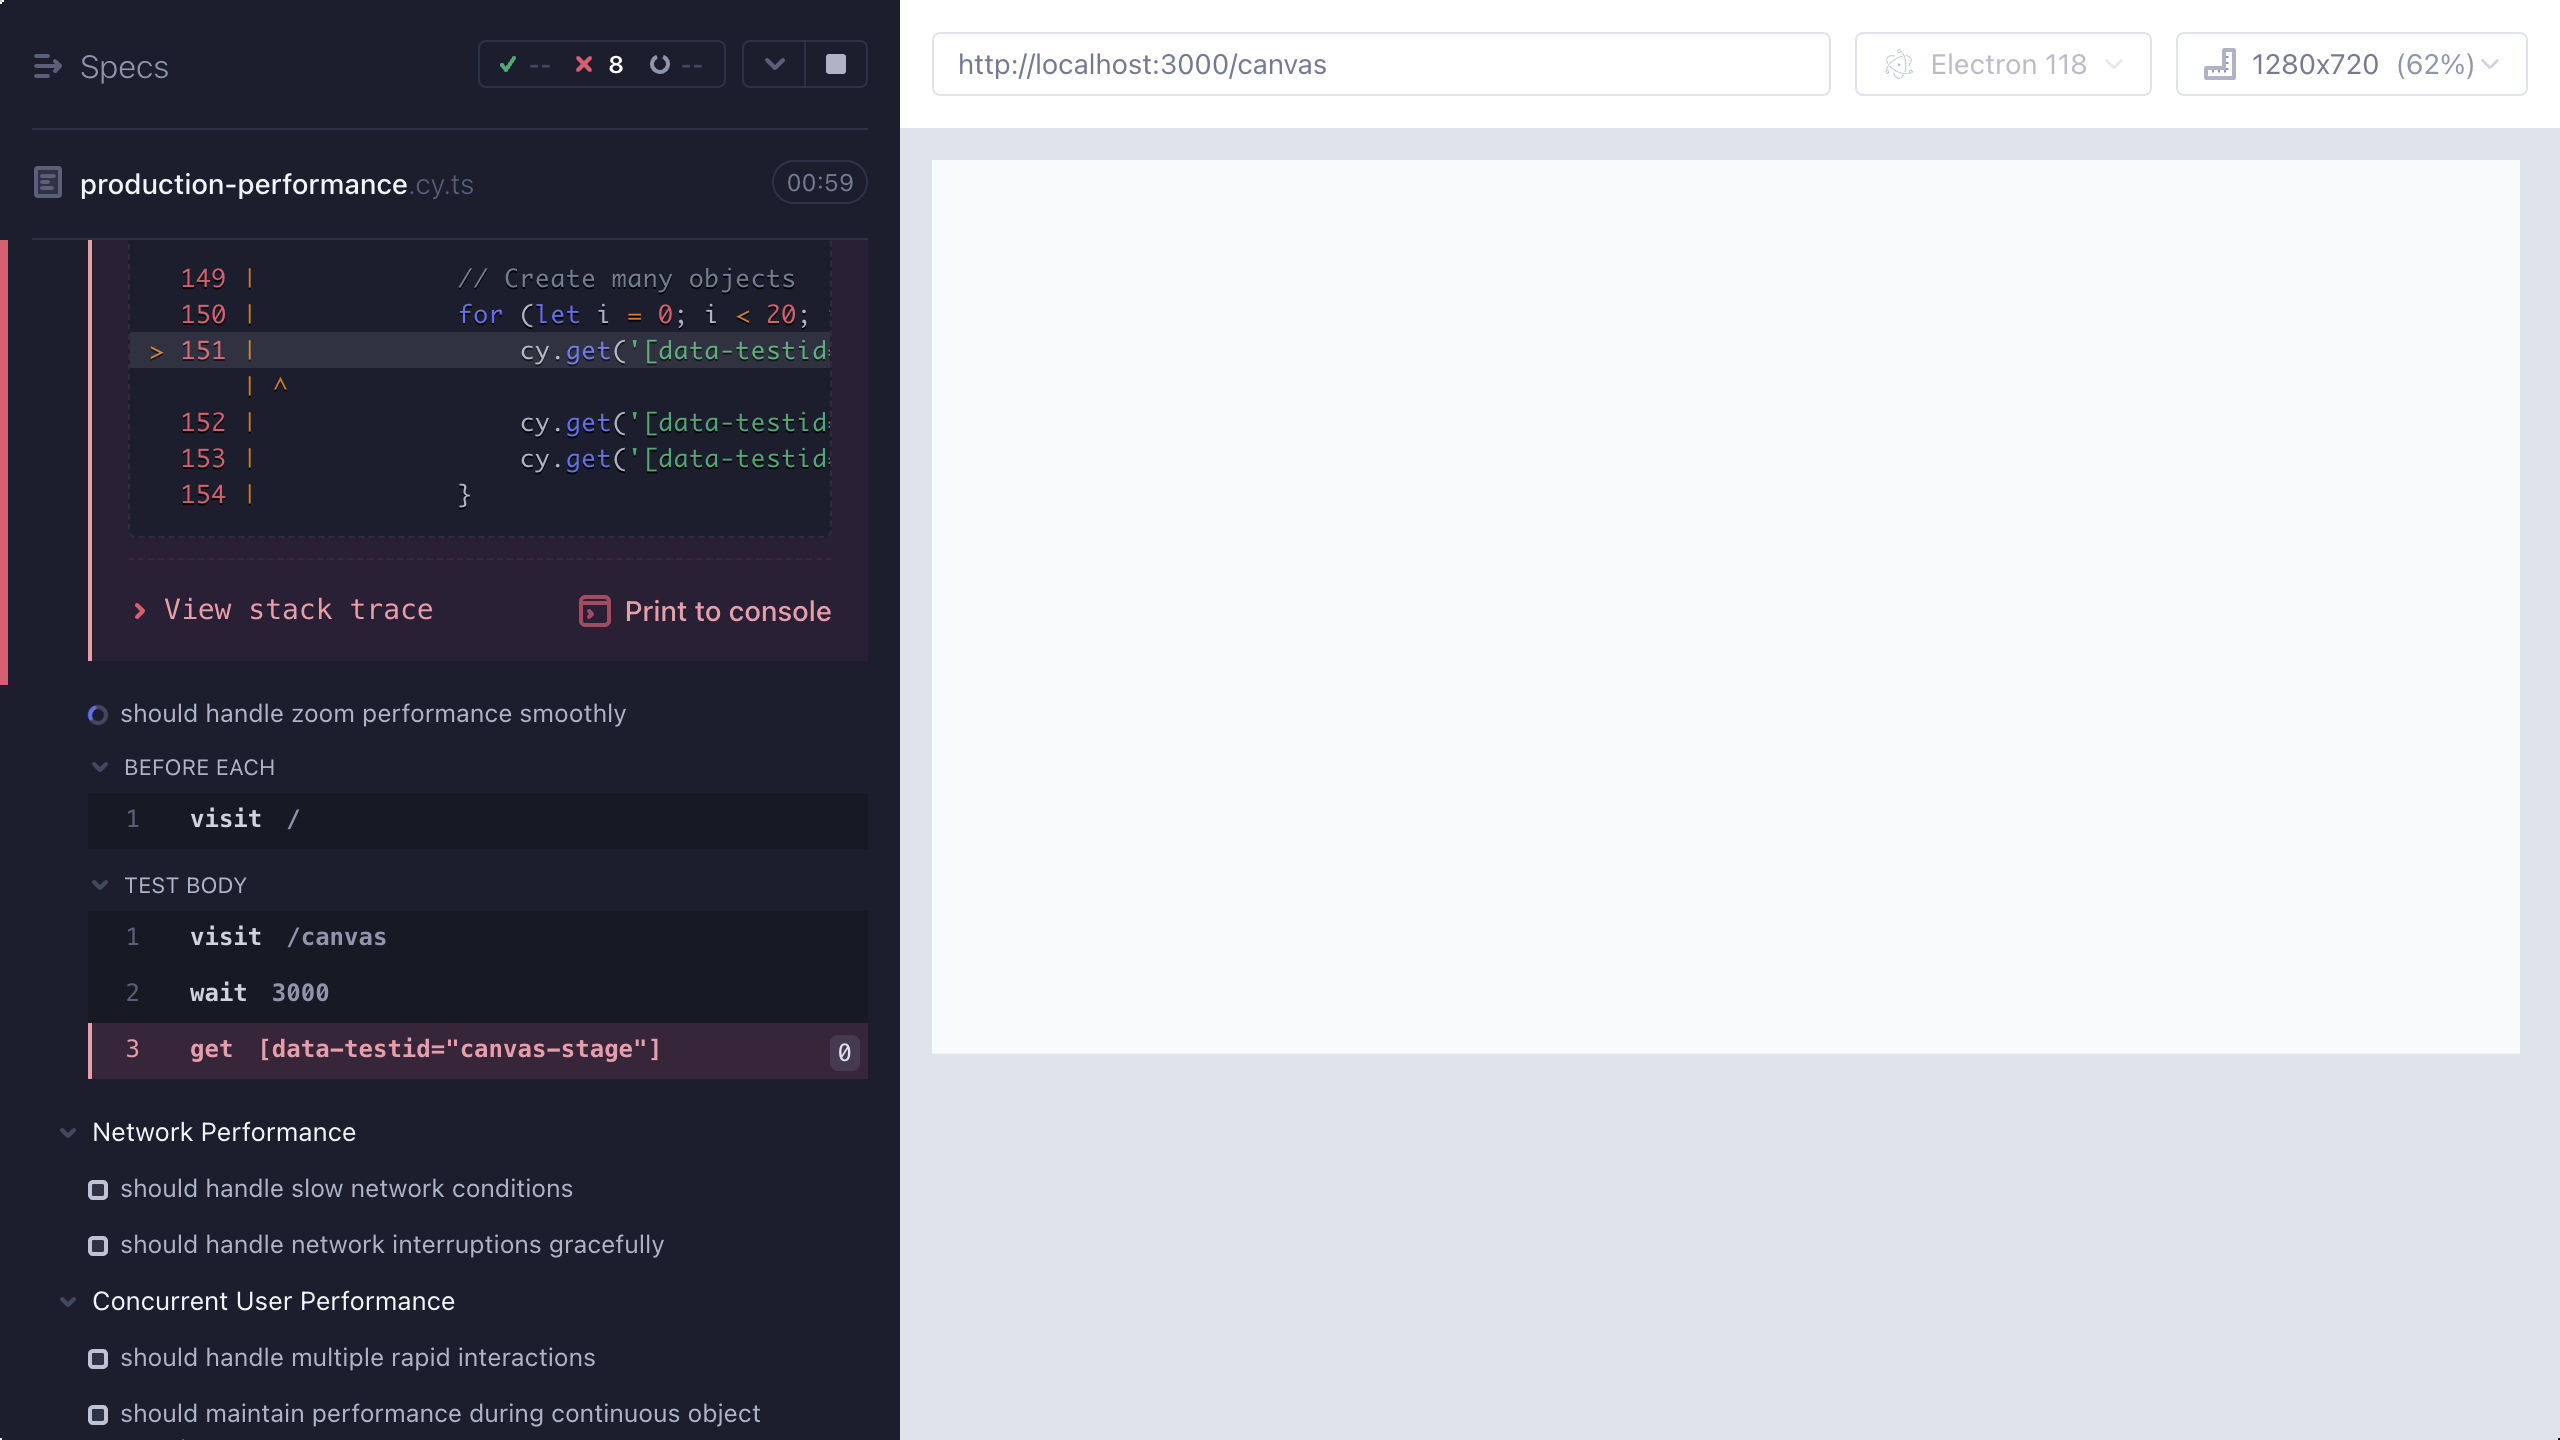 Specs
-- 8 --
http://localhost:3000/canvas
Electron 118
1280x720 (62%)
production-performance.cy.ts
00:59
149 | // Create many objects
150 | for (let i = 0; i < 20;
> 151 | cy.get('[data-testid=
| ^
152 | cy.get('[data-testid=
153 | cy.get('[data-testid=
154 | }
View stack trace
Print to console
should handle zoom performance smoothly
BEFORE EACH
1 visit /
TEST BODY
1 visit /canvas
2 wait 3000
3 get [data-testid="canvas-stage"] 0
Network Performance
should handle slow network conditions
should handle network interruptions gracefully
Concurrent User Performance
should handle multiple rapid interactions
should maintain performance during continuous object